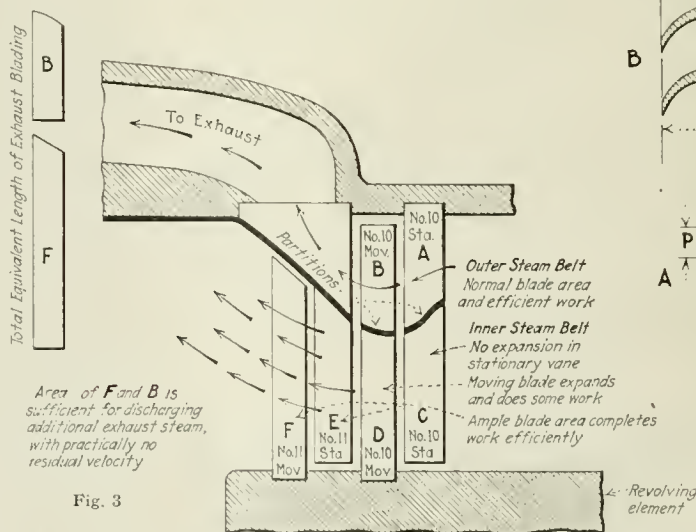 Total Equivalent Length of Exhaust Blading
B
F
To Exhaust
Partitions
No.10
Mov.
B
No.10
Sta.
A
Outer Steam Belt
Normal blade area
and efficient work
Inner Steam Belt
No expansion in
stationary vane
Moving blade expands
and does some work
Ample blade area completes
work efficiently
F
No.11
Mov
E
No.11
Sta
D
No.10
Mov
C
No.10
Sta
Area of F and B is
sufficient for discharging
additional exhaust steam,
with practically no
residual velocity
Fig. 3
Revolving
element
B
P
A